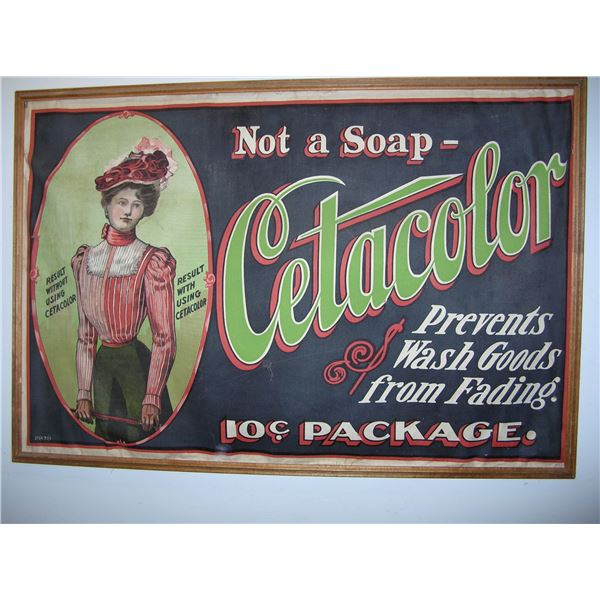 Not a Soap –
Cetacolor
RESULT
WITHOUT
USING
CETACOLOR
RESULT
WITH
USING
CETACOLOR
Prevents
Wash Goods
from Fading.
10¢ PACKAGE.